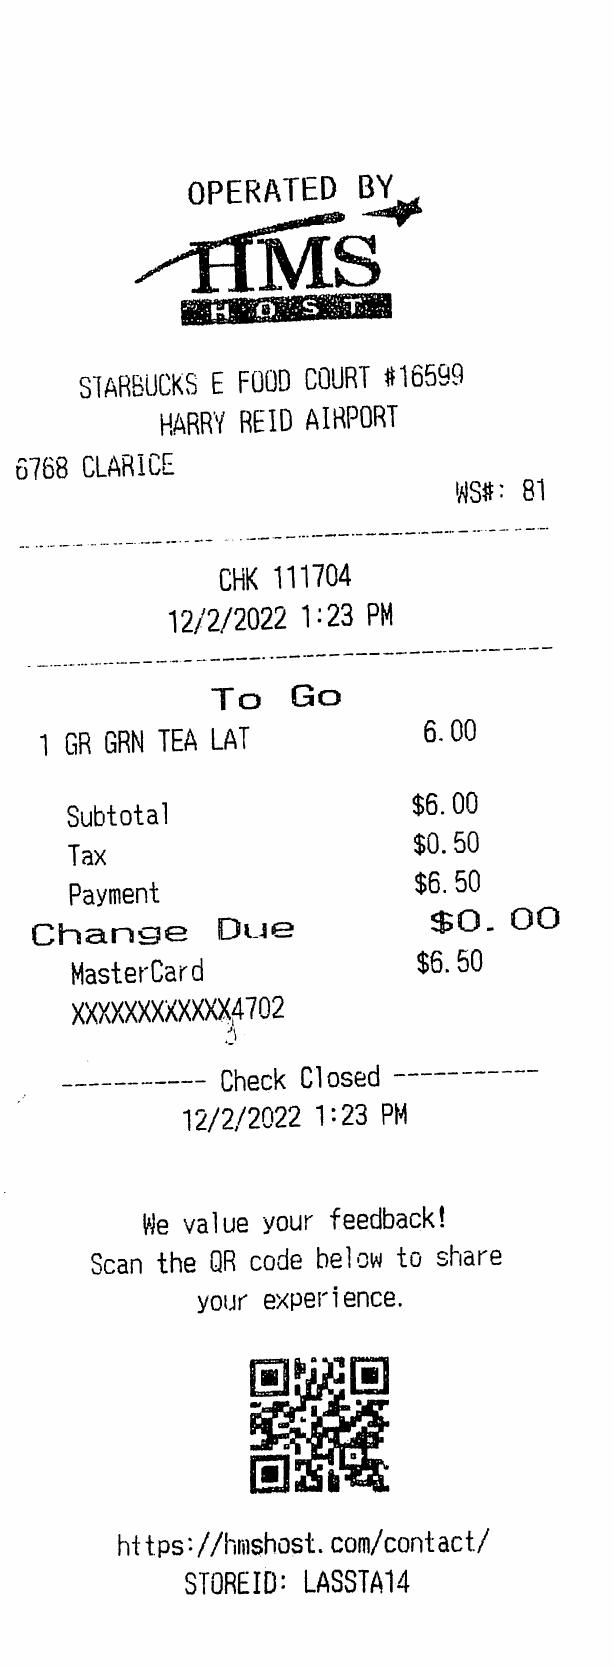 OPERATED BY
HMS
HOST
STARBUCKS E FOOD COURT #16599
HARRY REID AIRPORT
6768 CLARICE
WS#: 81
CHK 111704
12/2/2022 1:23 PM
To Go
1 GR GRN TEA LAT 6.00
Subtotal $6.00
Tax $0.50
Payment $6.50
Change Due $0.00
MasterCard $6.50
XXXXXXXXXXXX4702
----------- Check Closed -----------
12/2/2022 1:23 PM
We value your feedback!
Scan the QR code below to share
your experience.
https://hmshost.com/contact/
STOREID: LASSTA14